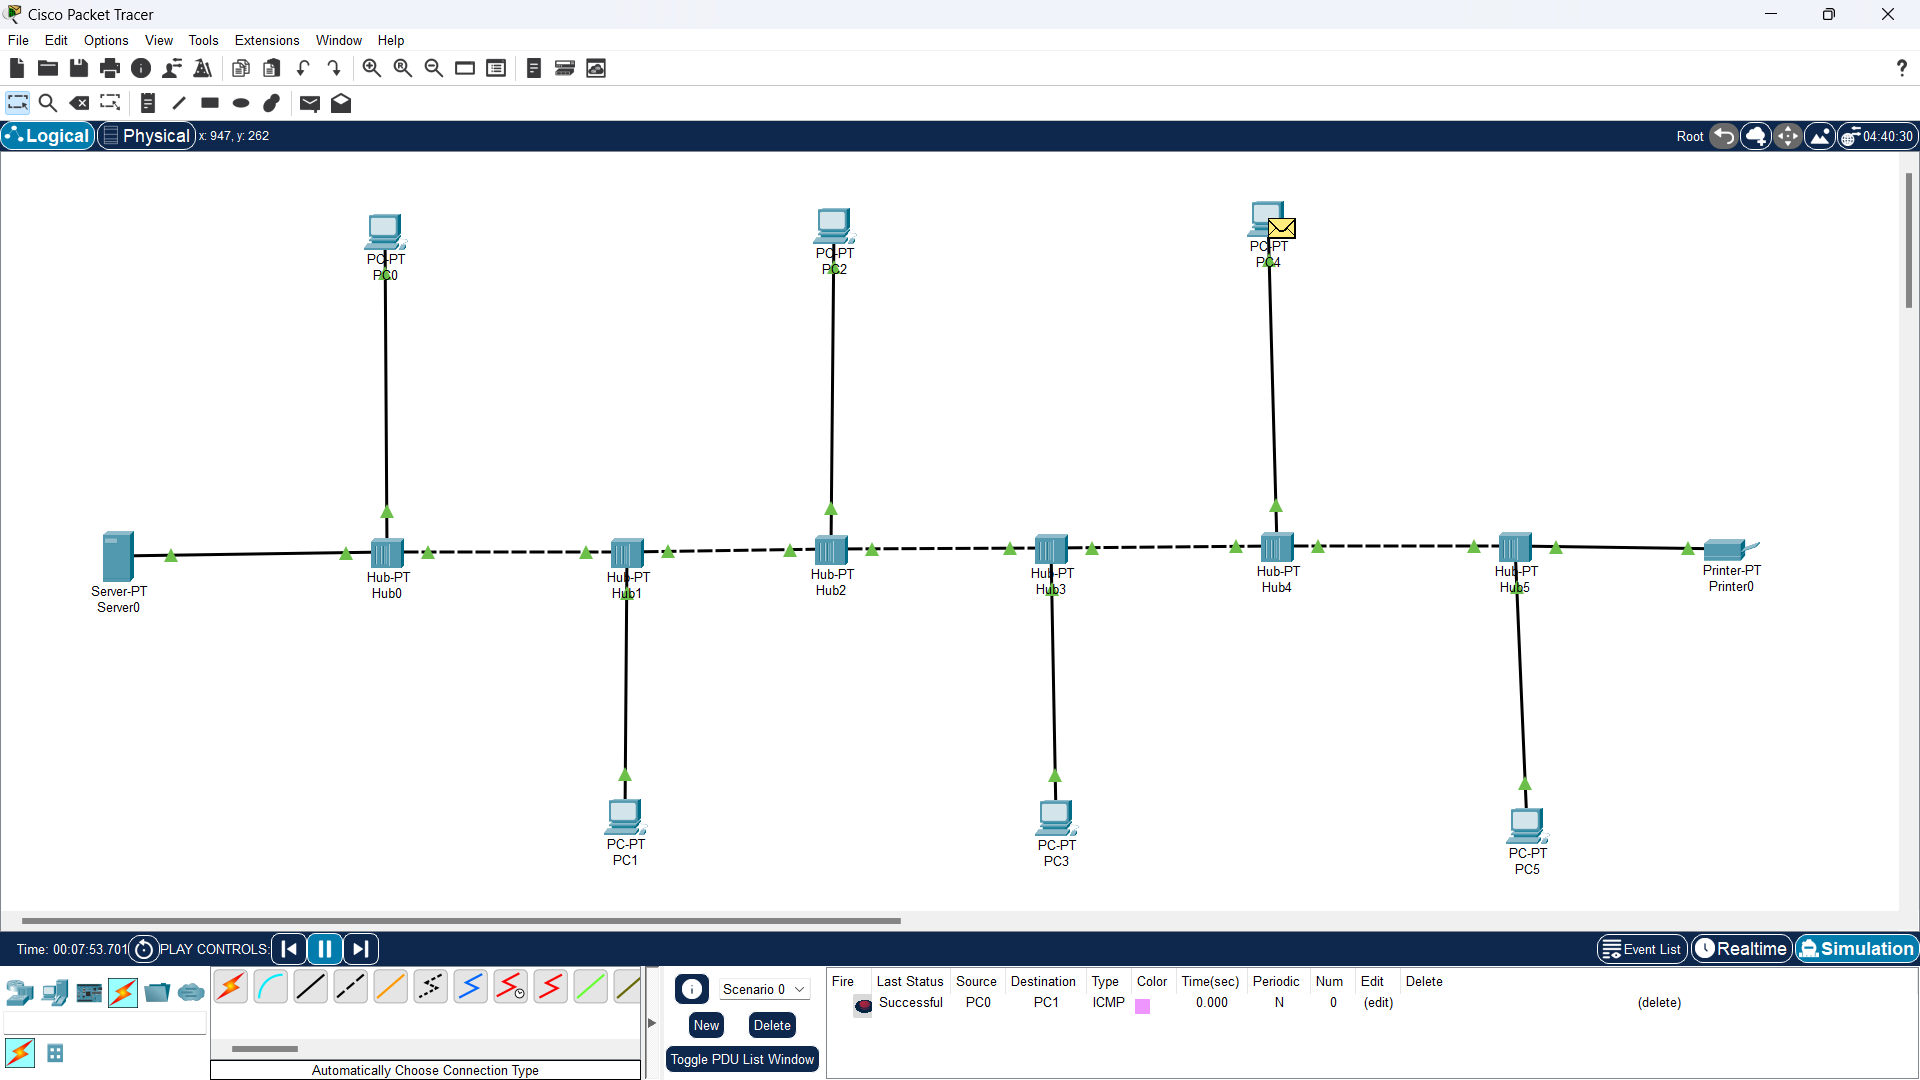 Cisco Packet Tracer
File Edit Options View Tools Extensions Window Help
?
Logical Physical x: 947, y: 262 Root 04:40:30
PC-PT
PC0
PC-PT
PC2
PC-PT
PC4
Server-PT
Server0
Hub-PT
Hub0
Hub-PT
Hub1
Hub-PT
Hub2
Hub-PT
Hub3
Hub-PT
Hub4
Hub-PT
Hub5
Printer-PT
Printer0
PC-PT
PC1
PC-PT
PC3
PC-PT
PC5
Time: 00:07:53.701 PLAY CONTROLS: Event List Realtime Simulation
Scenario 0
New Delete
Toggle PDU List Window
Fire Last Status Source Destination Type Color Time(sec) Periodic Num Edit Delete
Successful PC0 PC1 ICMP 0.000 N 0 (edit) (delete)
Automatically Choose Connection Type